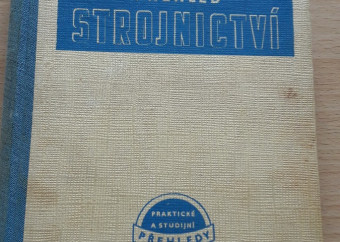 STROJNICTVÍ
PRAKTICKÉ
A STUDIJNÍ
PŘEHLEDY